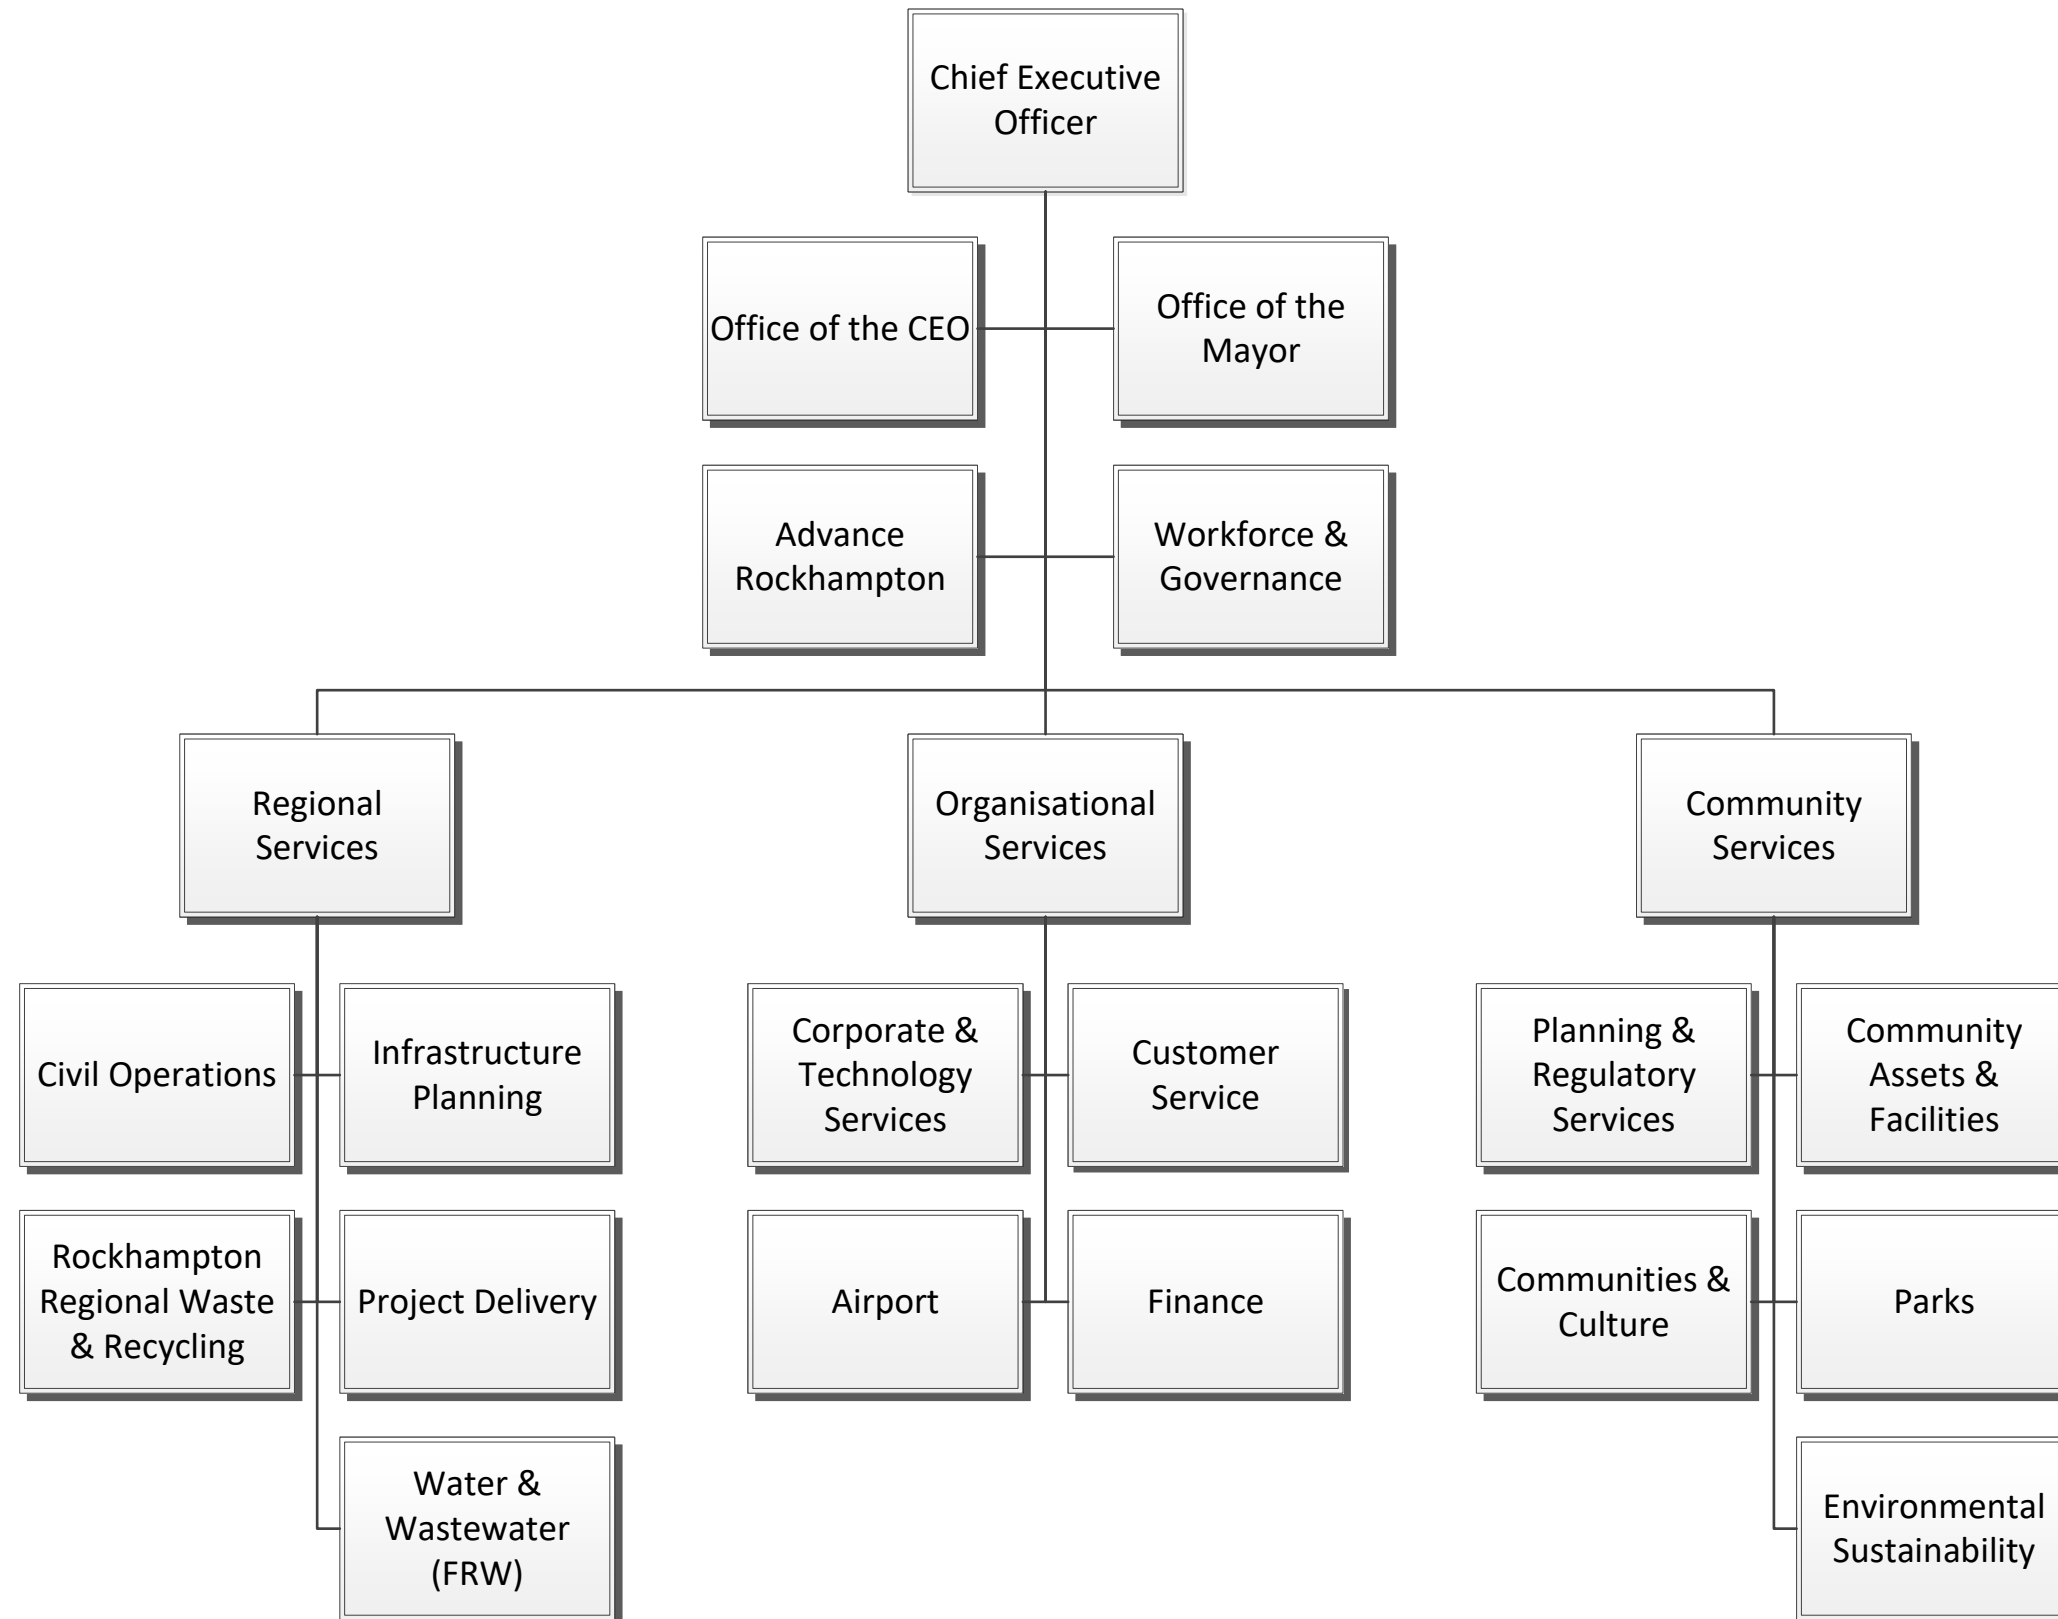 Chief Executive
Officer
Office of the CEO
Office of the
Mayor
Advance
Rockhampton
Workforce &
Governance
Regional
Services
Organisational
Services
Community
Services
Civil Operations
Infrastructure
Planning
Corporate &
Technology
Services
Customer
Service
Planning &
Regulatory
Services
Community
Assets &
Facilities
Rockhampton
Regional Waste
& Recycling
Project Delivery
Airport
Finance
Communities &
Culture
Parks
Water &
Wastewater
(FRW)
Environmental
Sustainability